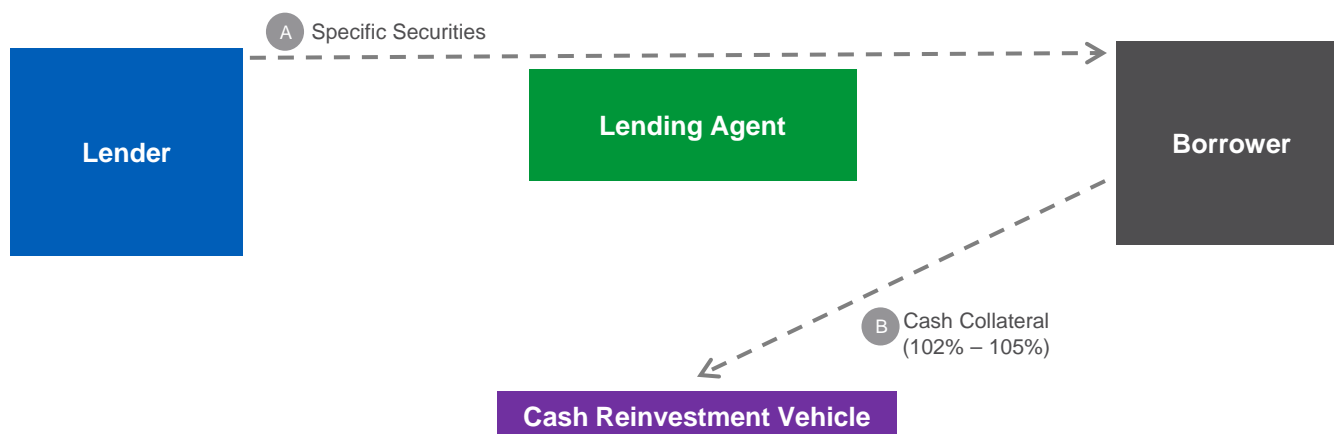 A Specific Securities
Lender
Lending Agent
Borrower
B Cash Collateral
(102% – 105%)
Cash Reinvestment Vehicle